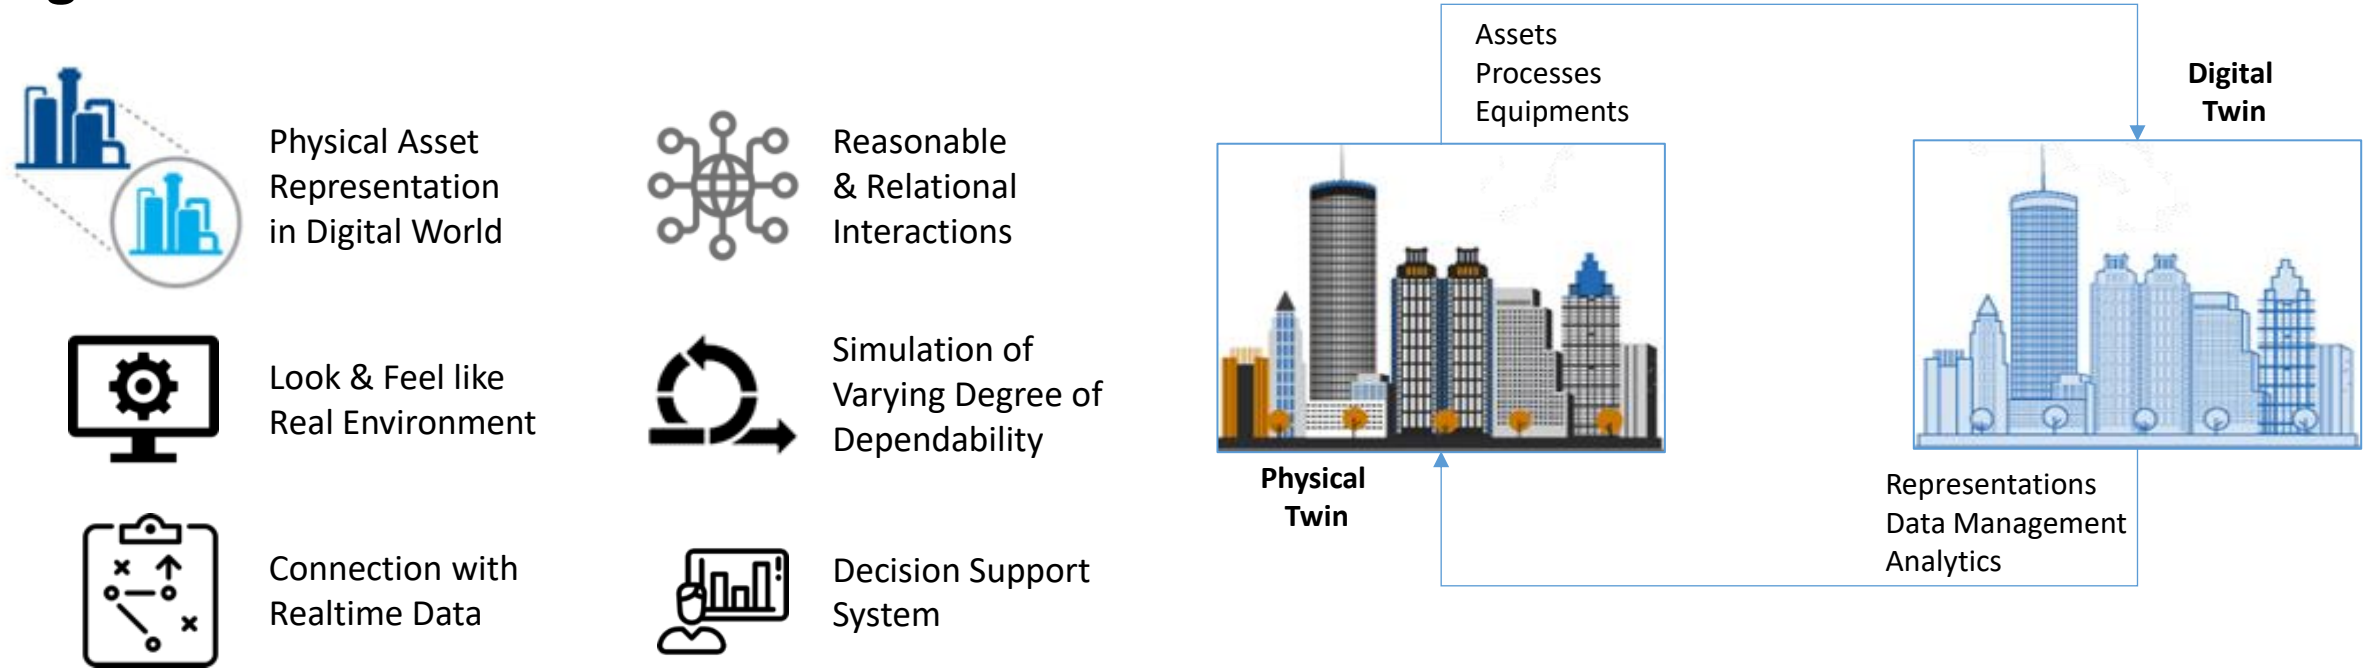 Physical Asset
Representation
in Digital World
Reasonable
& Relational
Interactions
Look & Feel like
Real Environment
Simulation of
Varying Degree of
Dependability
Connection with
Realtime Data
Decision Support
System
Assets
Processes
Equipments
Digital
Twin
Physical
Twin
Representations
Data Management
Analytics